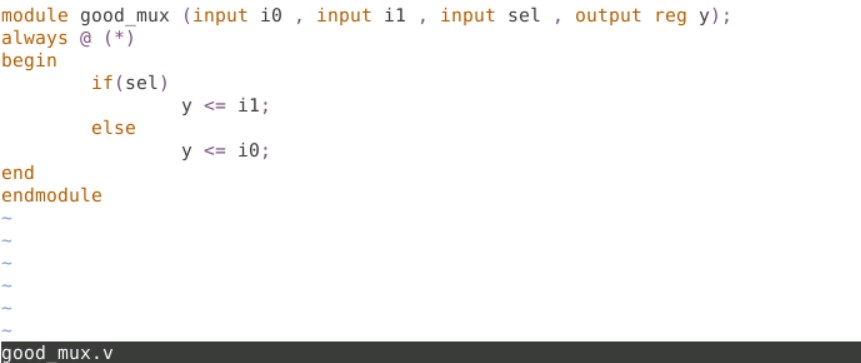 module good_mux (input i0 , input i1 , input sel , output reg y);
always @ (*)
begin
        if(sel)
                y <= i1;
        else
                y <= i0;
end
endmodule
~
~
~
~
~
~
good_mux.v